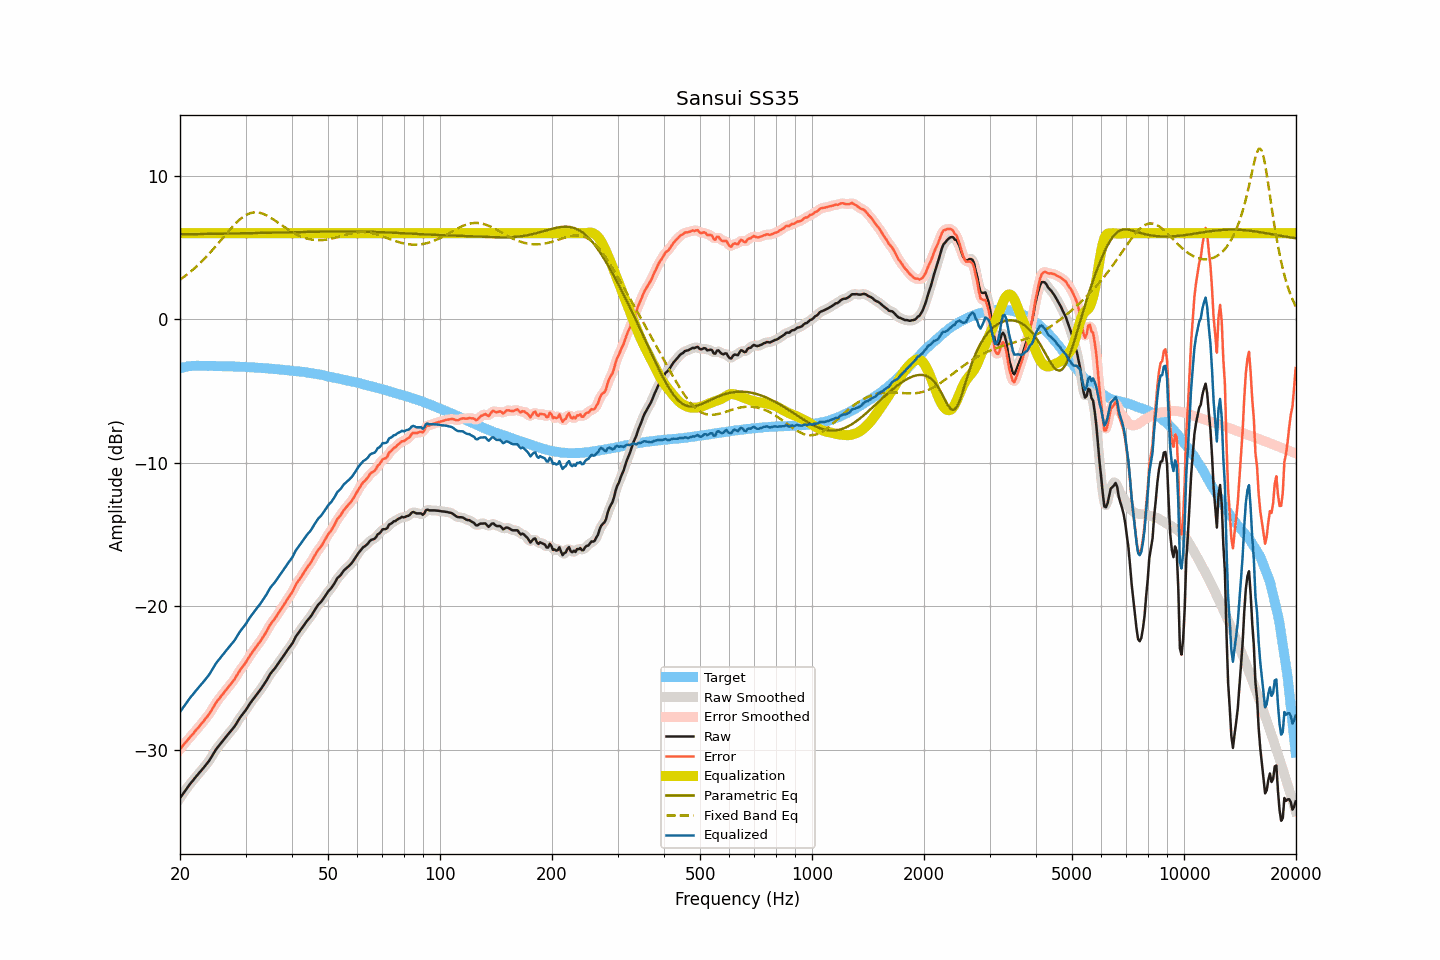 Sansui SS35
Amplitude (dBr)
10
0
−10
−20
−30
Target
Raw Smoothed
Error Smoothed
Raw
Error
Equalization
Parametric Eq
Fixed Band Eq
Equalized
20 50 100 200 500 1000 2000 5000 10000 20000
Frequency (Hz)